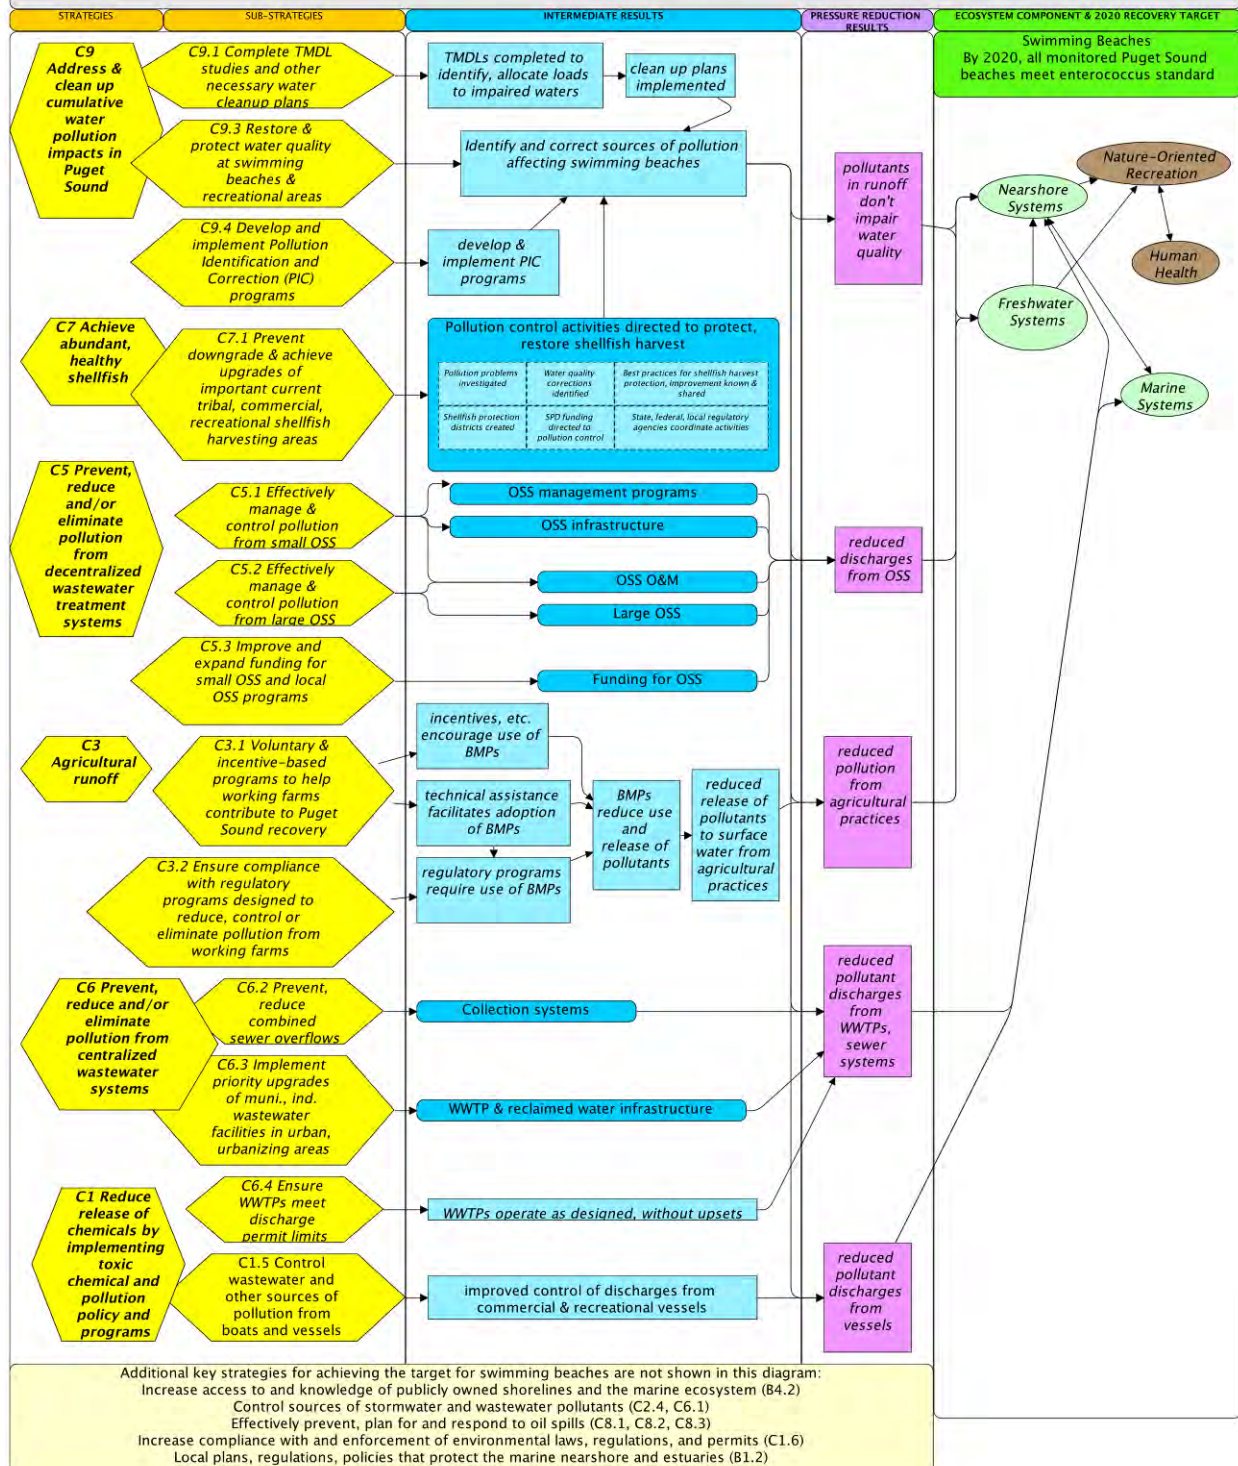 STRATEGIES
SUB-STRATEGIES
INTERMEDIATE RESULTS
PRESSURE REDUCTION
RESULTS
ECOSYSTEM COMPONENT & 2020 RECOVERY TARGET
Swimming Beaches
By 2020, all monitored Puget Sound
beaches meet enterococcus standard
C9
Address &
clean up
cumulative
water
pollution
impacts in
Puget
Sound
C9.1 Complete TMDL
studies and other
necessary water
cleanup plans
TMDLs completed to
identify, allocate loads
to impaired waters
clean up plans
implemented
C9.3 Restore &
protect water quality
at swimming
beaches &
recreational areas
Identify and correct sources of pollution
affecting swimming beaches
C9.4 Develop and
implement Pollution
Identification and
Correction (PIC)
programs
develop &
implement PIC
programs
pollutants
in runoff
don't
impair
water
quality
Nearshore
Systems
Nature-Oriented
Recreation
Human
Health
Freshwater
Systems
Marine
Systems
C7 Achieve
abundant,
healthy
shellfish
C7.1 Prevent
downgrade & achieve
upgrades of
important current
tribal, commercial,
recreational shellfish
harvesting areas
Pollution control activities directed to protect,
restore shellfish harvest
Pollution problems
investigated
Water quality
corrections
identified
Best practices for shellfish harvest
protection, improvement known &
shared
Shellfish protection
districts created
SPD funding
directed to
pollution control
State, federal, local regulatory
agencies coordinate activities
C5 Prevent,
reduce
and/or
eliminate
pollution
from
decentralized
wastewater
treatment
systems
C5.1 Effectively
manage &
control pollution
from small OSS
OSS management programs
OSS infrastructure
C5.2 Effectively
manage &
control pollution
from large OSS
OSS O&M
Large OSS
C5.3 Improve and
expand funding for
small OSS and local
OSS programs
Funding for OSS
reduced
discharges
from OSS
C3
Agricultural
runoff
C3.1 Voluntary &
incentive-based
programs to help
working farms
contribute to Puget
Sound recovery
incentives, etc.
encourage use of
BMPs
technical assistance
facilitates adoption
of BMPs
C3.2 Ensure compliance
with regulatory
programs designed to
reduce, control or
eliminate pollution from
working farms
regulatory programs
require use of BMPs
BMPs
reduce use
and
release of
pollutants
reduced
release of
pollutants
to surface
water from
agricultural
practices
reduced
pollution
from
agricultural
practices
C6 Prevent,
reduce and/or
eliminate
pollution from
centralized
wastewater
systems
C6.2 Prevent,
reduce
combined
sewer overflows
Collection systems
C6.3 Implement
priority upgrades
of muni., ind.
wastewater
facilities in urban,
urbanizing areas
WWTP & reclaimed water infrastructure
reduced
pollutant
discharges
from
WWTPs,
sewer
systems
C6.4 Ensure
WWTPs meet
discharge
permit limits
WWTPs operate as designed, without upsets
C1 Reduce
release of
chemicals by
implementing
toxic
chemical and
pollution
policy and
programs
C1.5 Control
wastewater and
other sources of
pollution from
boats and vessels
improved control of discharges from
commercial & recreational vessels
reduced
pollutant
discharges
from
vessels
Additional key strategies for achieving the target for swimming beaches are not shown in this diagram:
Increase access to and knowledge of publicly owned shorelines and the marine ecosystem (B4.2)
Control sources of stormwater and wastewater pollutants (C2.4, C6.1)
Effectively prevent, plan for and respond to oil spills (C8.1, C8.2, C8.3)
Increase compliance with and enforcement of environmental laws, regulations, and permits (C1.6)
Local plans, regulations, policies that protect the marine nearshore and estuaries (B1.2)